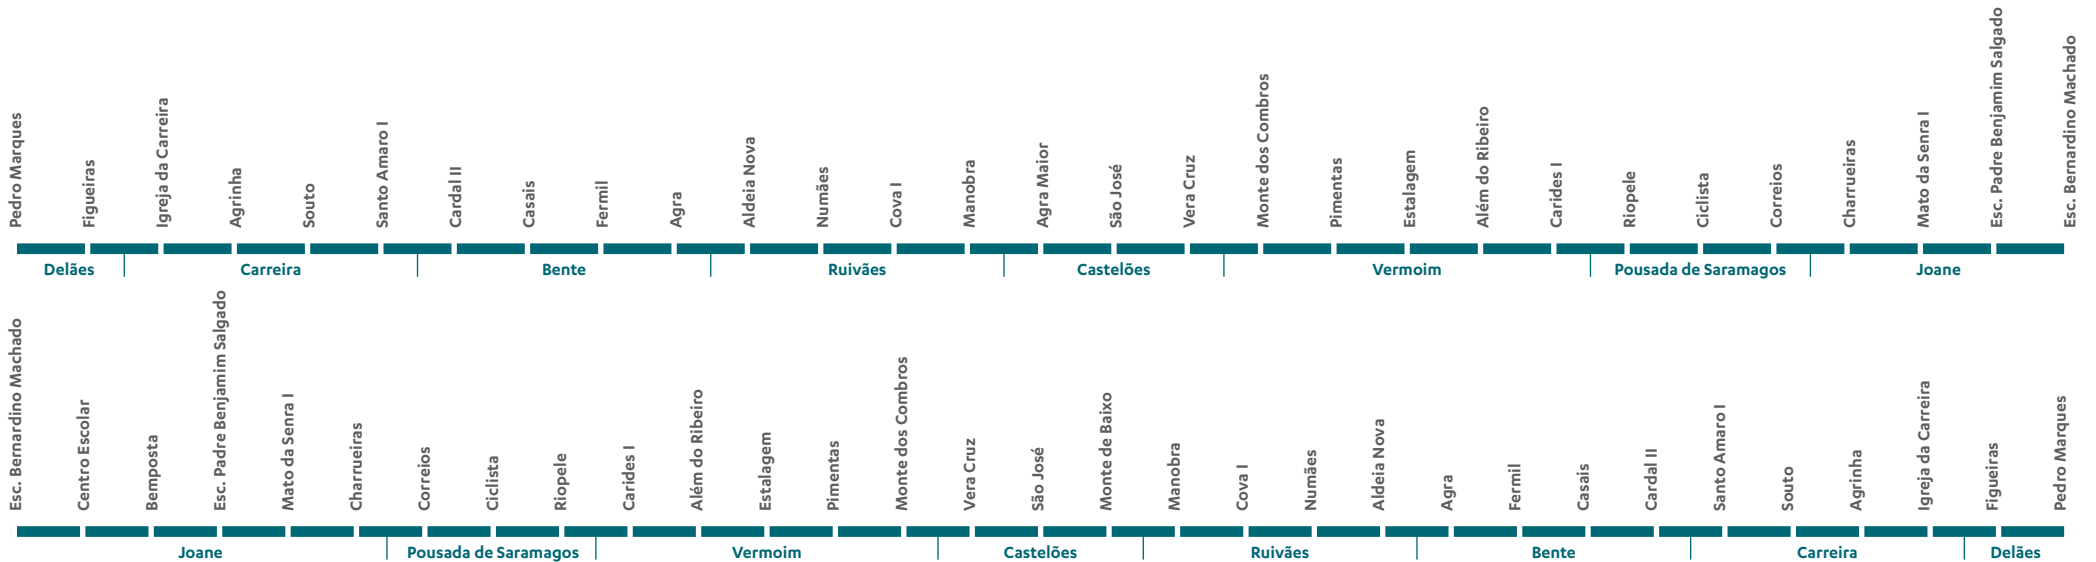 Pedro Marques
Figueiras
Igreja da Carreira
Agrinha
Souto
Santo Amaro I
Cardal II
Casais
Fermil
Agra
Aldeia Nova
Numães
Cova I
Manobra
Agra Maior
São José
Vera Cruz
Monte dos Combros
Pimentas
Estalagem
Além do Ribeiro
Carides I
Riopele
Ciclista
Correios
Charrueiras
Mato da Senra I
Esc. Padre Benjamim Salgado
Esc. Bernardino Machado
Delães
Carreira
Bente
Ruivães
Castelões
Vermoim
Pousada de Saramagos
Joane
Esc. Bernardino Machado
Centro Escolar
Bemposta
Esc. Padre Benjamim Salgado
Mato da Senra I
Charrueiras
Correios
Ciclista
Riopele
Carides I
Além do Ribeiro
Estalagem
Pimentas
Monte dos Combros
Vera Cruz
São José
Monte de Baixo
Manobra
Cova I
Numães
Aldeia Nova
Agra
Fermil
Casais
Cardal II
Santo Amaro I
Souto
Agrinha
Igreja da Carreira
Figueiras
Pedro Marques
Joane
Pousada de Saramagos
Vermoim
Castelões
Ruivães
Bente
Carreira
Delães